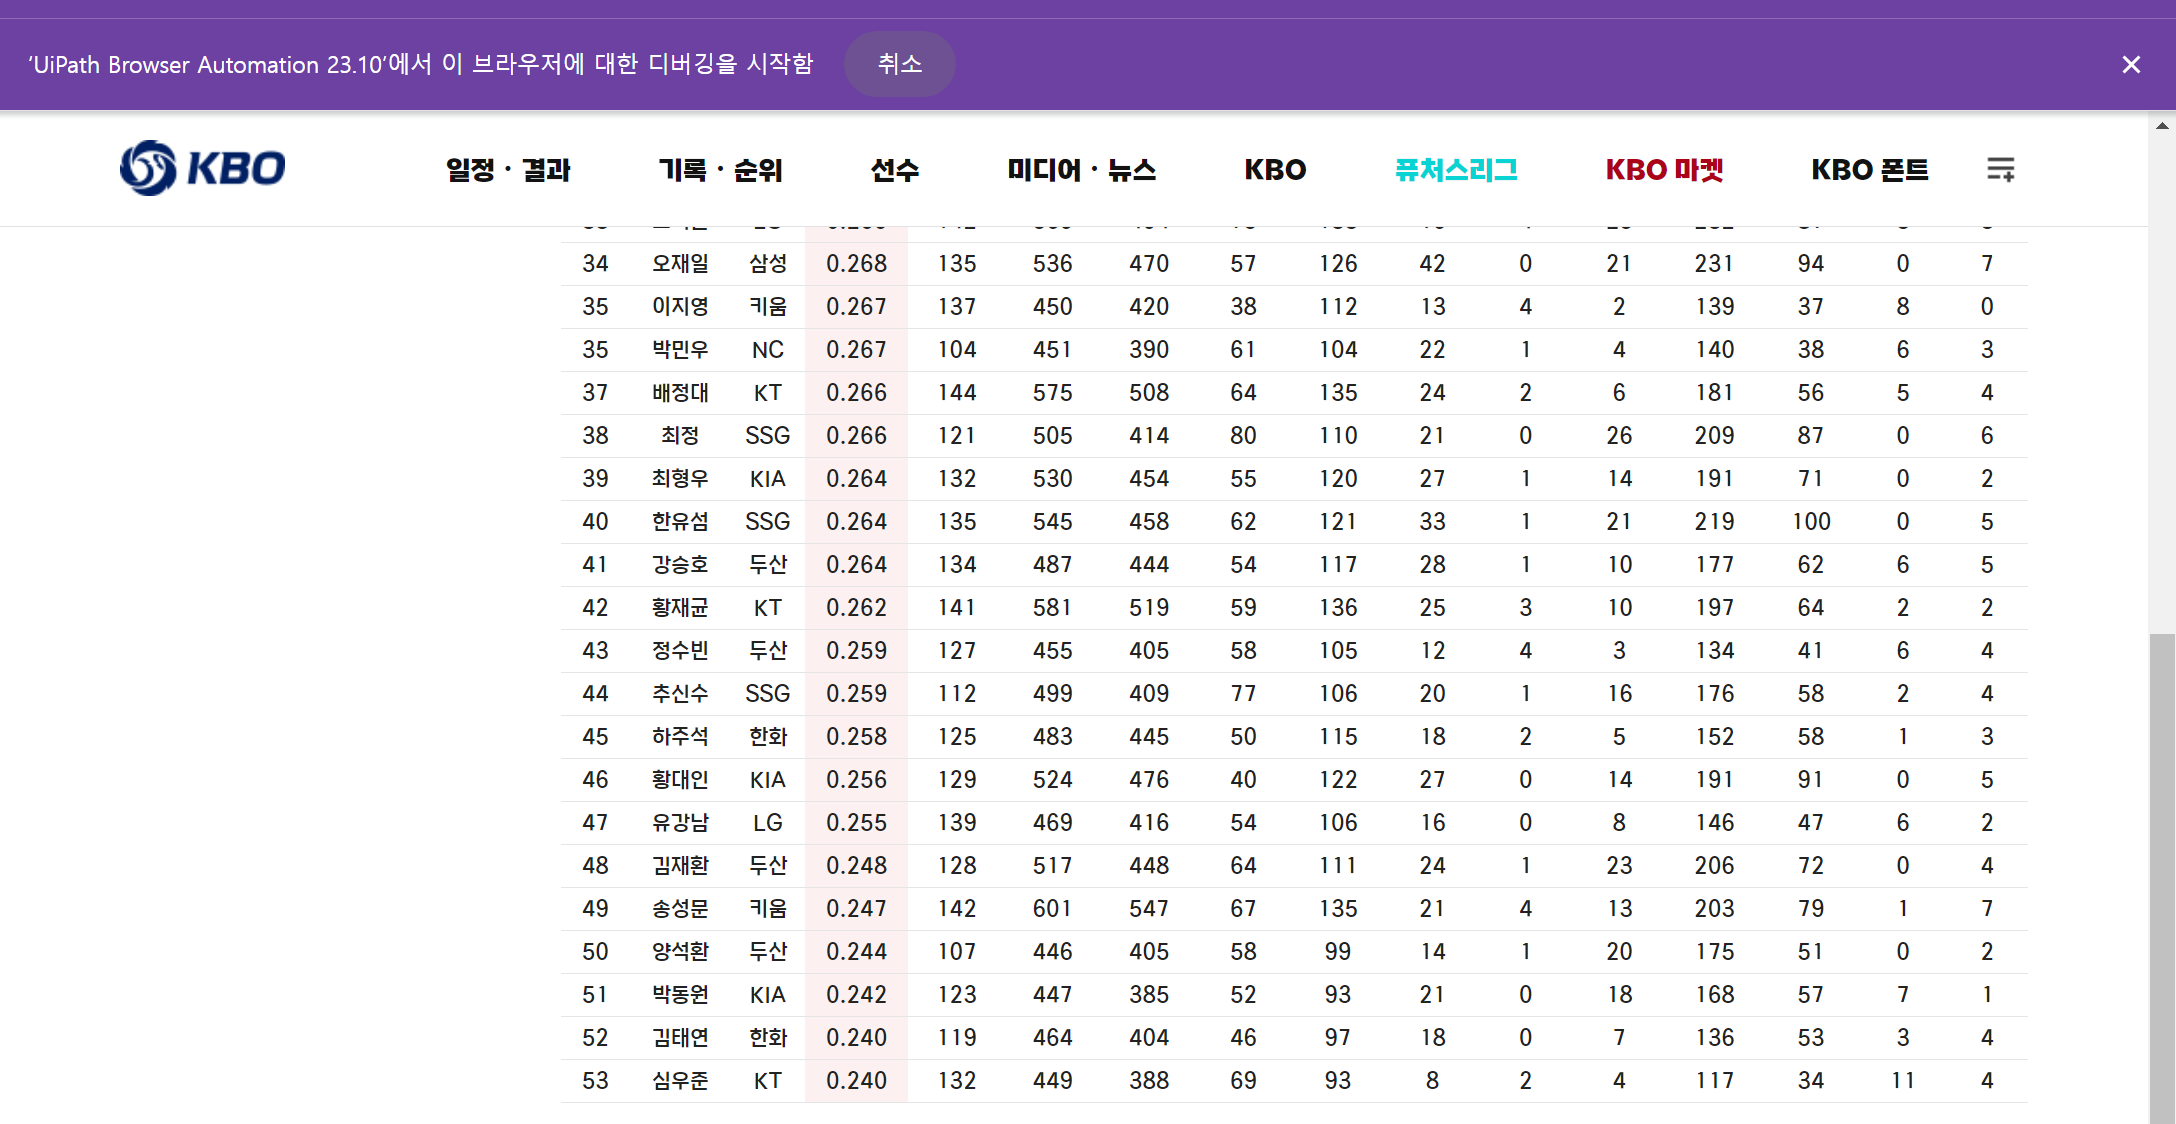 ‘UiPath Browser Automation 23.10’에서 이 브라우저에 대한 디버깅을 시작함 취소
KBO 일정·결과 기록·순위 선수 미디어·뉴스 KBO 퓨처스리그 KBO 마켓 KBO 폰트
34 오재일 삼성 0.268 135 536 470 57 126 42 0 21 231 94 0 7
35 이지영 키움 0.267 137 450 420 38 112 13 4 2 139 37 8 0
35 박민우 NC 0.267 104 451 390 61 104 22 1 4 140 38 6 3
37 배정대 KT 0.266 144 575 508 64 135 24 2 6 181 56 5 4
38 최정 SSG 0.266 121 505 414 80 110 21 0 26 209 87 0 6
39 최형우 KIA 0.264 132 530 454 55 120 27 1 14 191 71 0 2
40 한유섬 SSG 0.264 135 545 458 62 121 33 1 21 219 100 0 5
41 강승호 두산 0.264 134 487 444 54 117 28 1 10 177 62 6 5
42 황재균 KT 0.262 141 581 519 59 136 25 3 10 197 64 2 2
43 정수빈 두산 0.259 127 455 405 58 105 12 4 3 134 41 6 4
44 추신수 SSG 0.259 112 499 409 77 106 20 1 16 176 58 2 4
45 하주석 한화 0.258 125 483 445 50 115 18 2 5 152 58 1 3
46 황대인 KIA 0.256 129 524 476 40 122 27 0 14 191 91 0 5
47 유강남 LG 0.255 139 469 416 54 106 16 0 8 146 47 6 2
48 김재환 두산 0.248 128 517 448 64 111 24 1 23 206 72 0 4
49 송성문 키움 0.247 142 601 547 67 135 21 4 13 203 79 1 7
50 양석환 두산 0.244 107 446 405 58 99 14 1 20 175 51 0 2
51 박동원 KIA 0.242 123 447 385 52 93 21 0 18 168 57 7 1
52 김태연 한화 0.240 119 464 404 46 97 18 0 7 136 53 3 4
53 심우준 KT 0.240 132 449 388 69 93 8 2 4 117 34 11 4